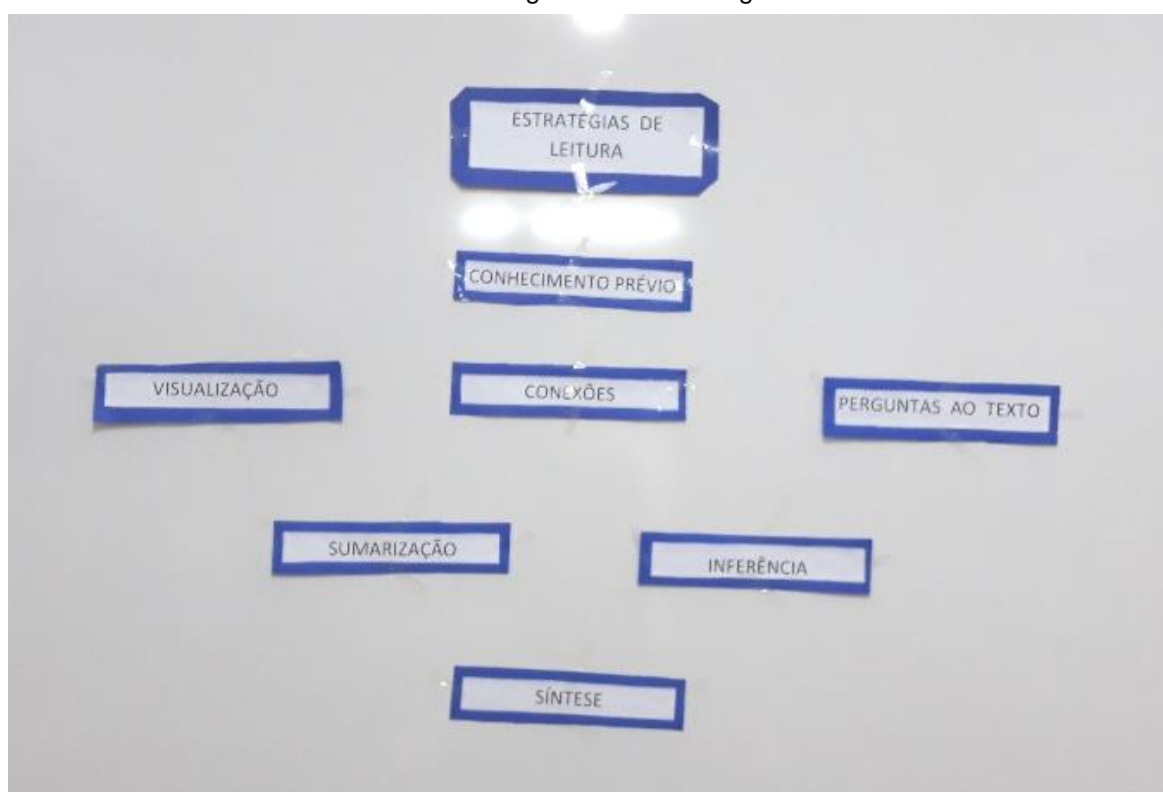 ESTRATÉGIAS DE
LEITURA
CONHECIMENTO PRÉVIO
VISUALIZAÇÃO
CONEXÕES
PERGUNTAS AO TEXTO
SUMARIZAÇÃO
INFERÊNCIA
SÍNTESE